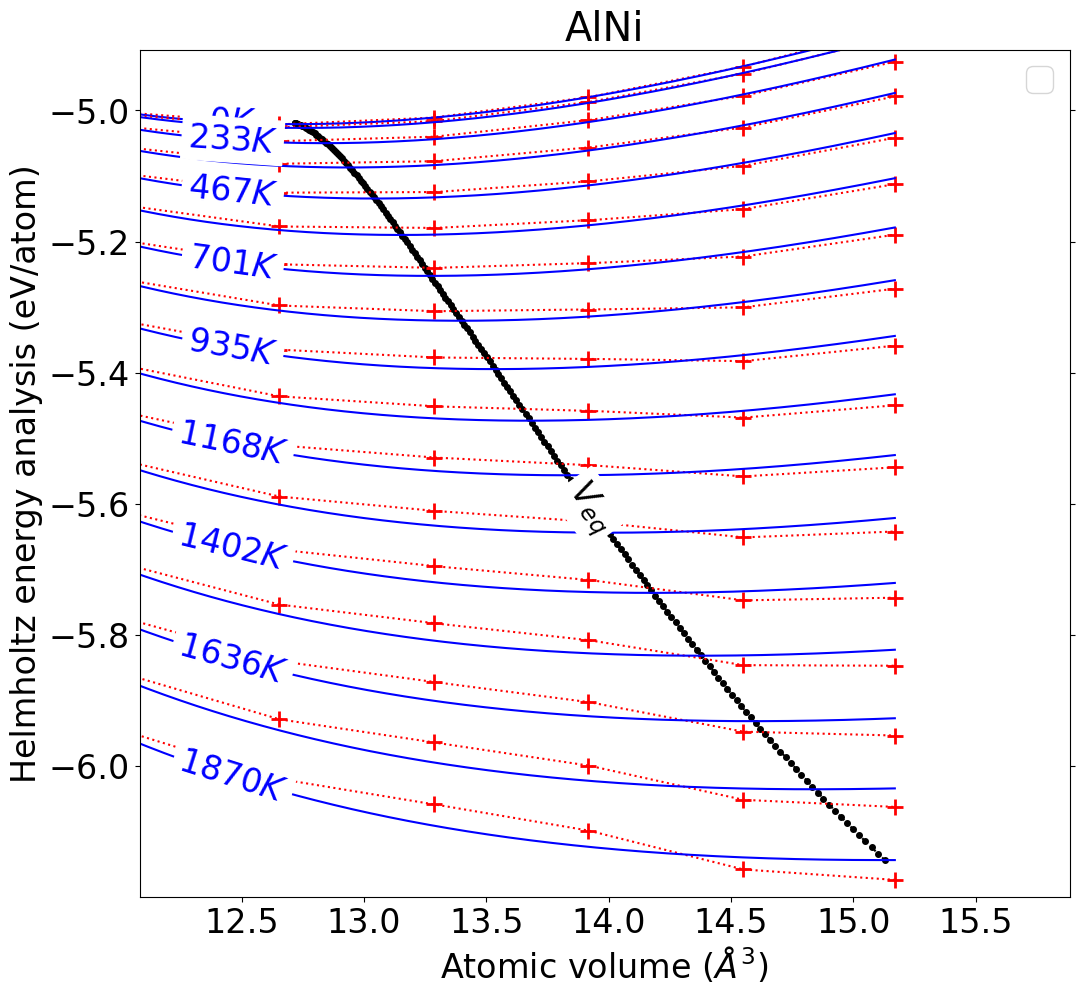 AlNi
Helmholtz energy analysis (eV/atom)
−5.0
−5.2
−5.4
−5.6
−5.8
−6.0
0K
233K
467K
701K
935K
1168K
1402K
1636K
1870K
V_eq
12.5 13.0 13.5 14.0 14.5 15.0 15.5
Atomic volume (Å³)